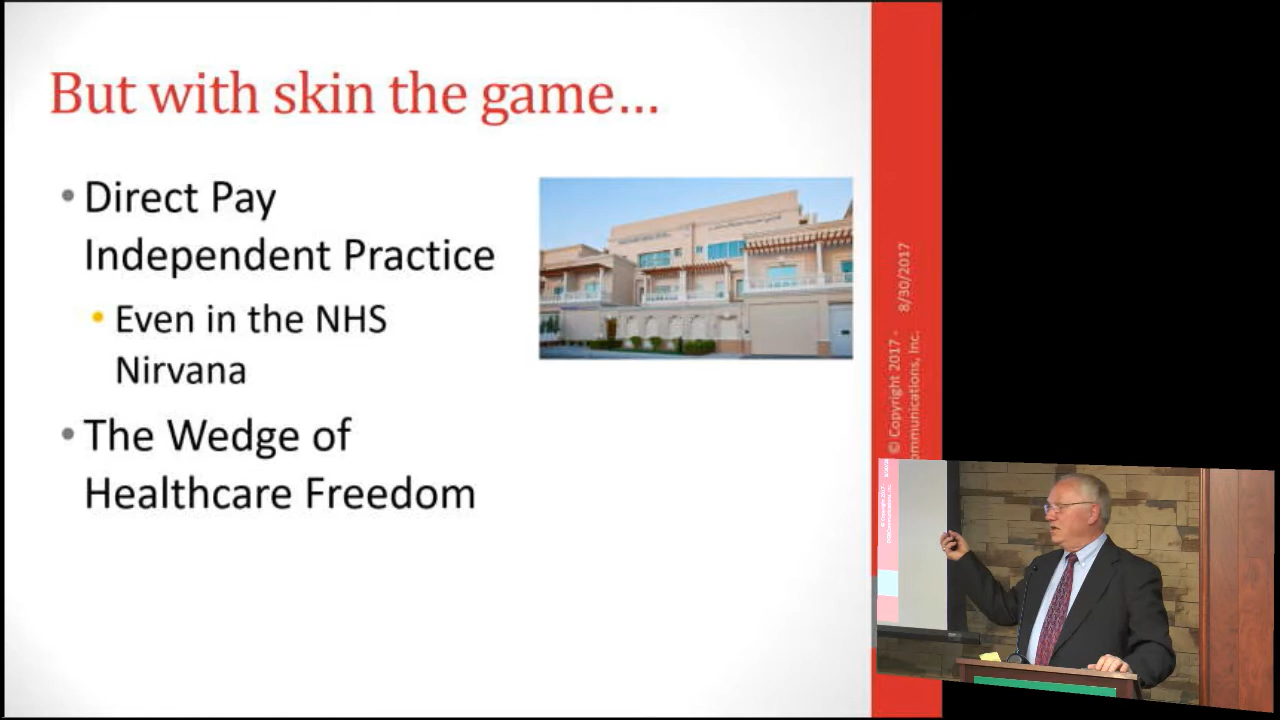 But with skin the game...
• Direct Pay
Independent Practice
• Even in the NHS
Nirvana
• The Wedge of
Healthcare Freedom
8/30/2017
© Copyright 2017 -
ommunications, Inc.